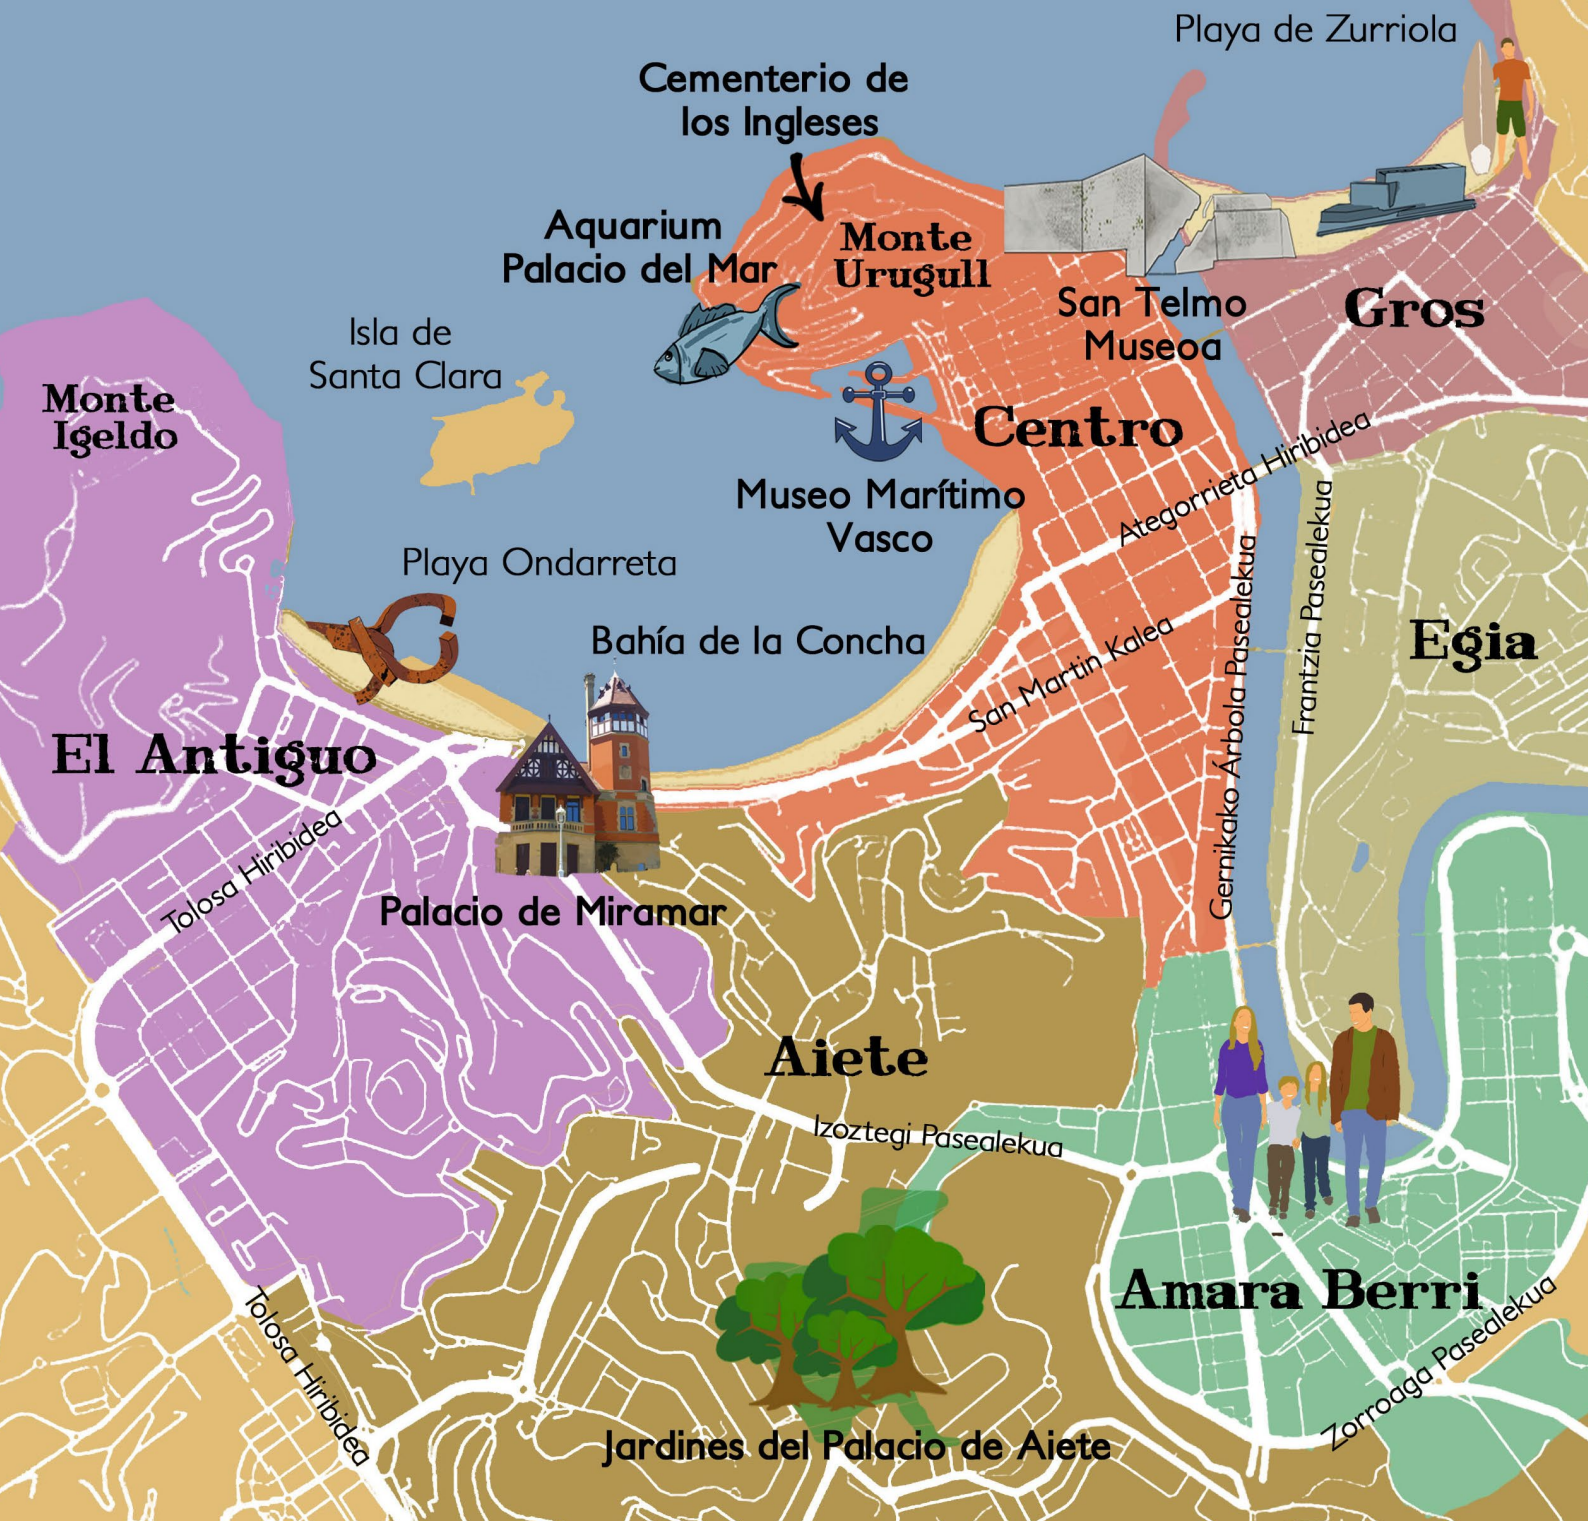 Playa de Zurriola
Cementerio de
los Ingleses
Aquarium
Palacio del Mar
Monte
Urugull
San Telmo
Museoa
Gros
Isla de
Santa Clara
Monte
Igeldo
Centro
Ategorrieta Hiribidea
Museo Marítimo
Vasco
Playa Ondarreta
Bahía de la Concha
San Martin Kalea
Gernikako Árbola Pasealekua
Frantzia Pasealekua
Egia
El Antiguo
Tolosa Hiribidea
Palacio de Miramar
Aiete
Izoztegi Pasealekua
Amara Berri
Zorroaga Pasealekua
Tolosa Hiribidea
Jardines del Palacio de Aiete